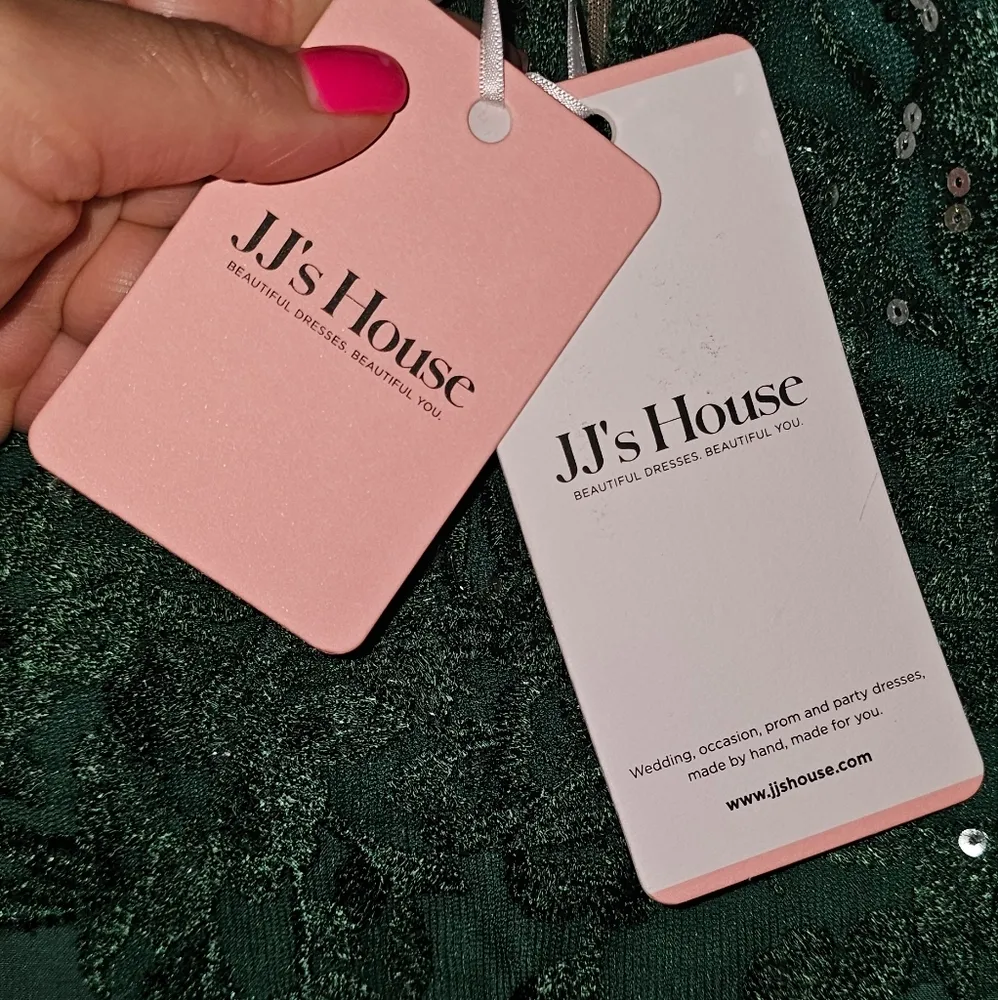 JJ's House
BEAUTIFUL DRESSES. BEAUTIFUL YOU.
JJ's House
BEAUTIFUL DRESSES. BEAUTIFUL YOU.
Wedding, occasion, prom and party dresses,
made by hand, made for you.
www.jjshouse.com